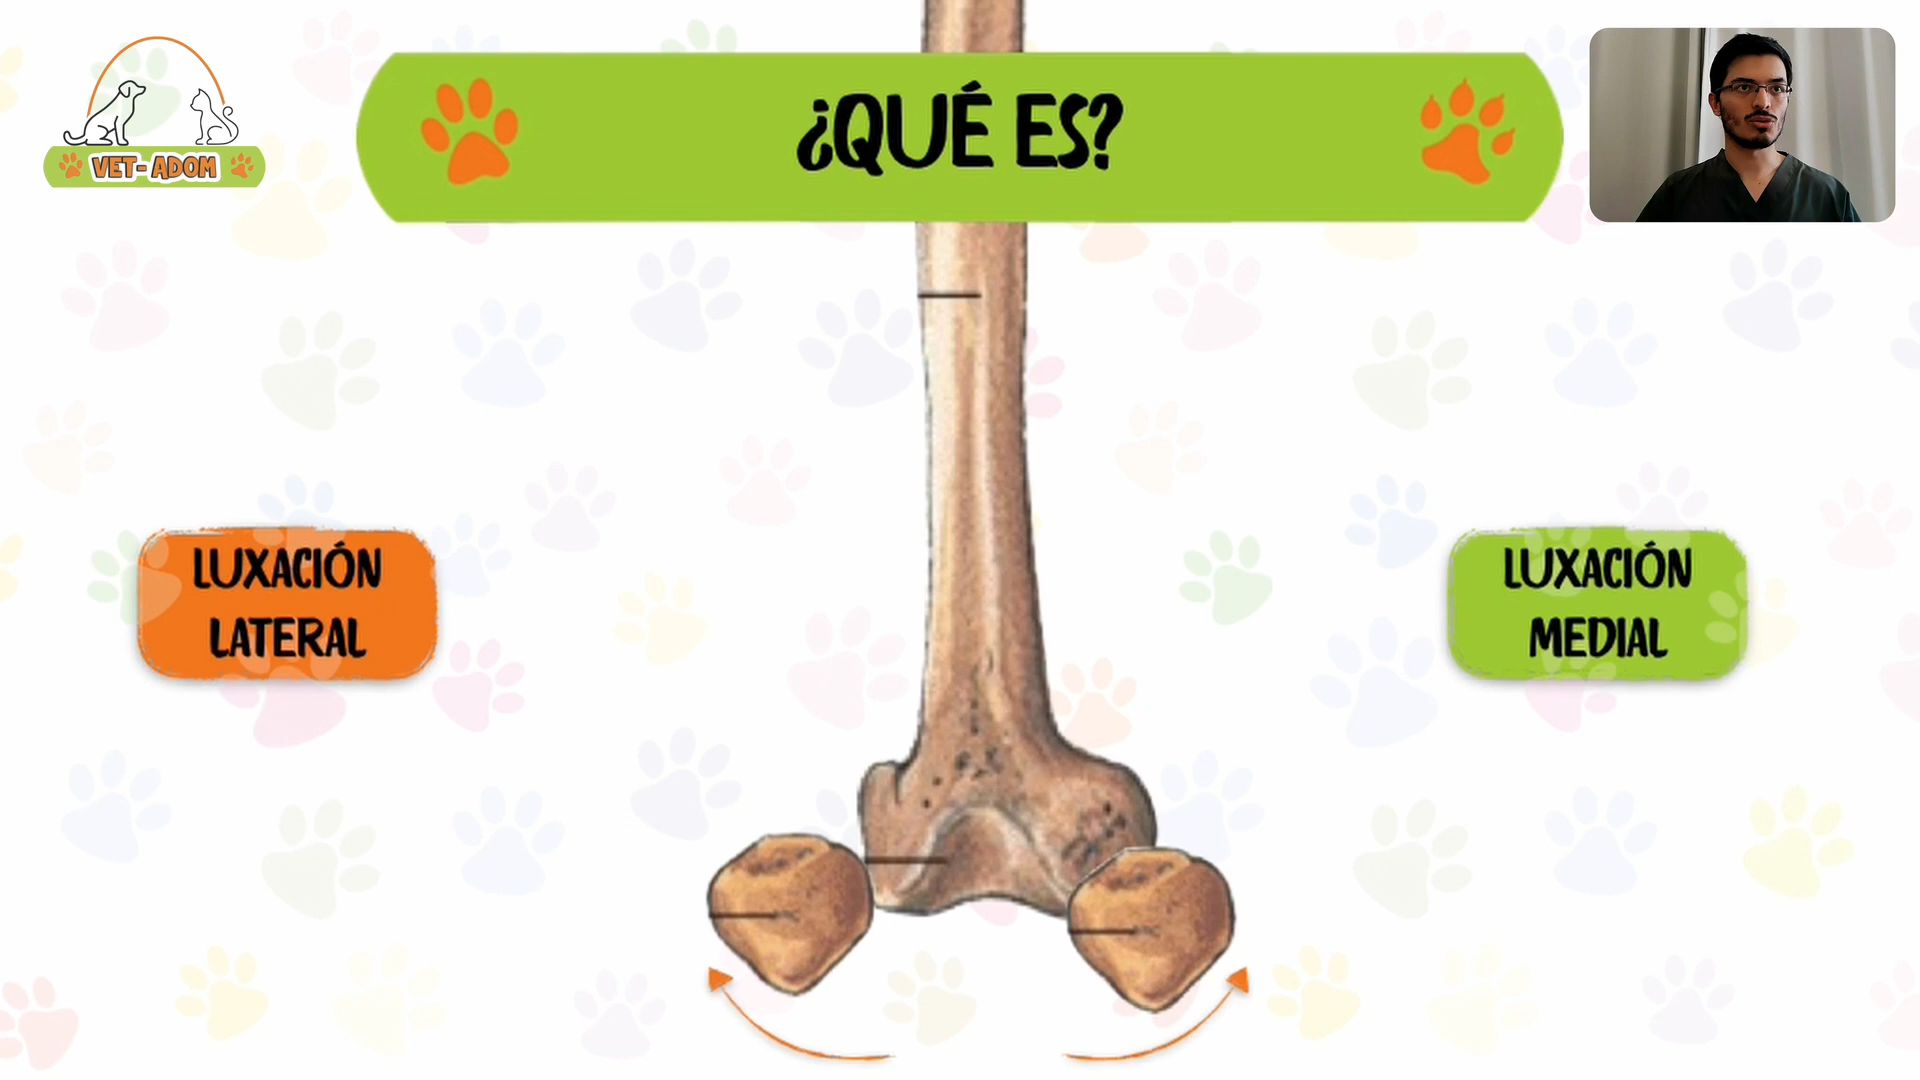 VET-ADOM
¿QUÉ ES?
LUXACIÓN
LATERAL
LUXACIÓN
MEDIAL